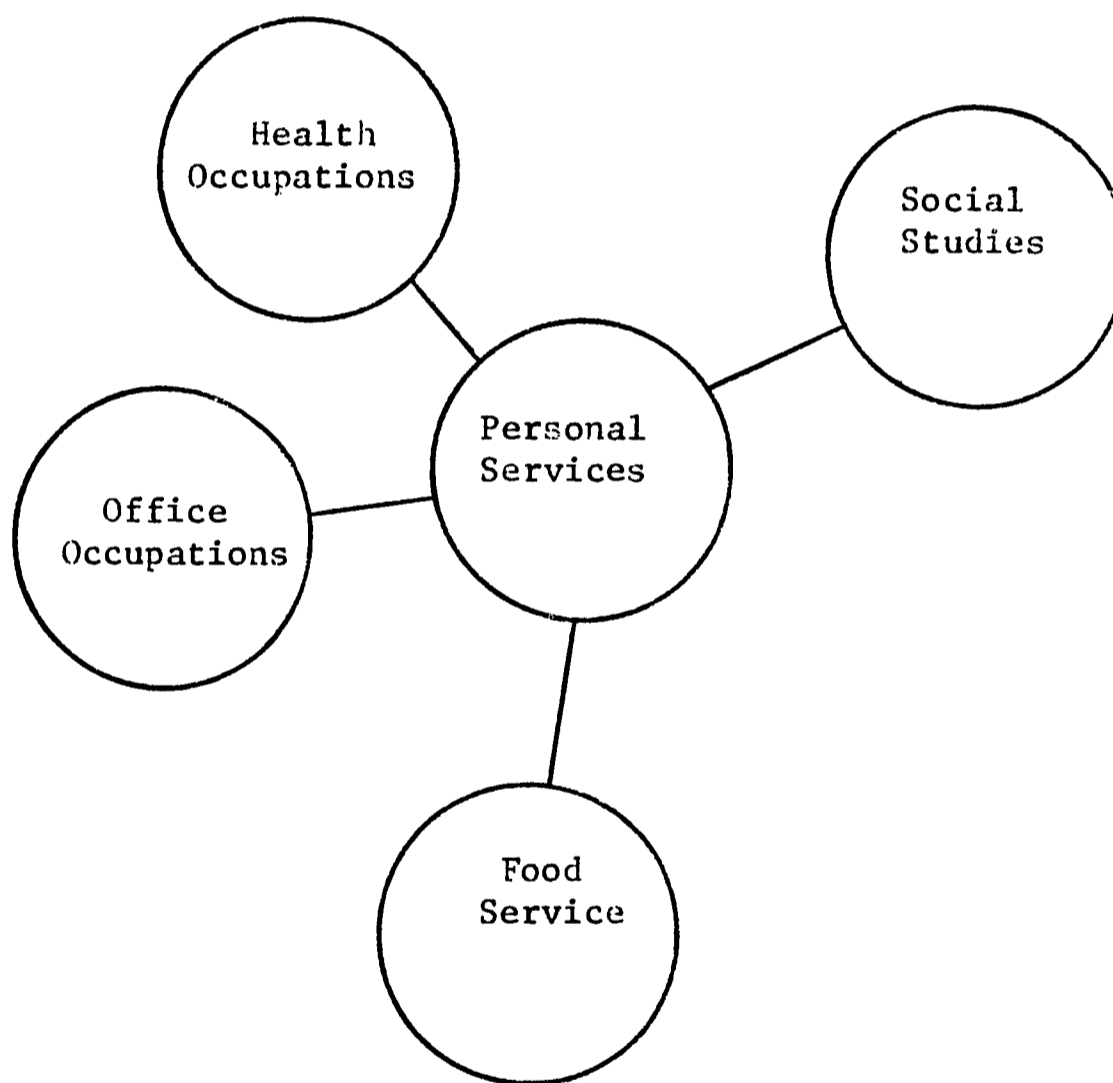 Health
Occupations
Social
Studies
Personal
Services
Office
Occupations
Food
Service